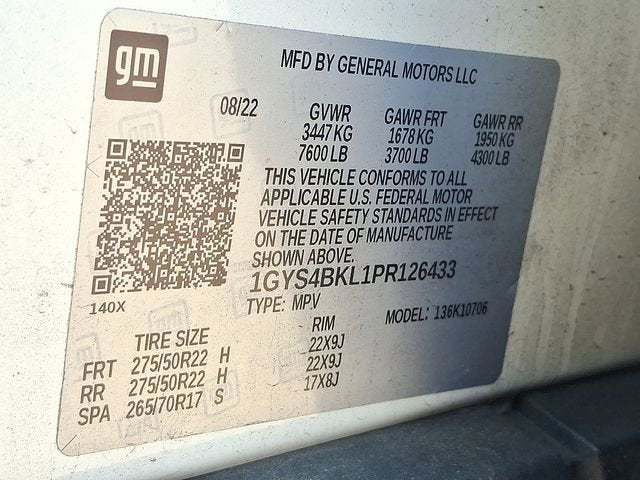 gm
MFD BY GENERAL MOTORS LLC
08/22 GVWR GAWR FRT GAWR RR
3447 KG 1678 KG 1950 KG
7600 LB 3700 LB 4300 LB
THIS VEHICLE CONFORMS TO ALL
APPLICABLE U.S. FEDERAL MOTOR
VEHICLE SAFETY STANDARDS IN EFFECT
ON THE DATE OF MANUFACTURE
SHOWN ABOVE.
1GYS4BKL1PR126433
140X TYPE: MPV MODEL: 136K10706
TIRE SIZE RIM
FRT 275/50R22 H 22X9J
RR 275/50R22 H 22X9J
SPA 265/70R17 S 17X8J